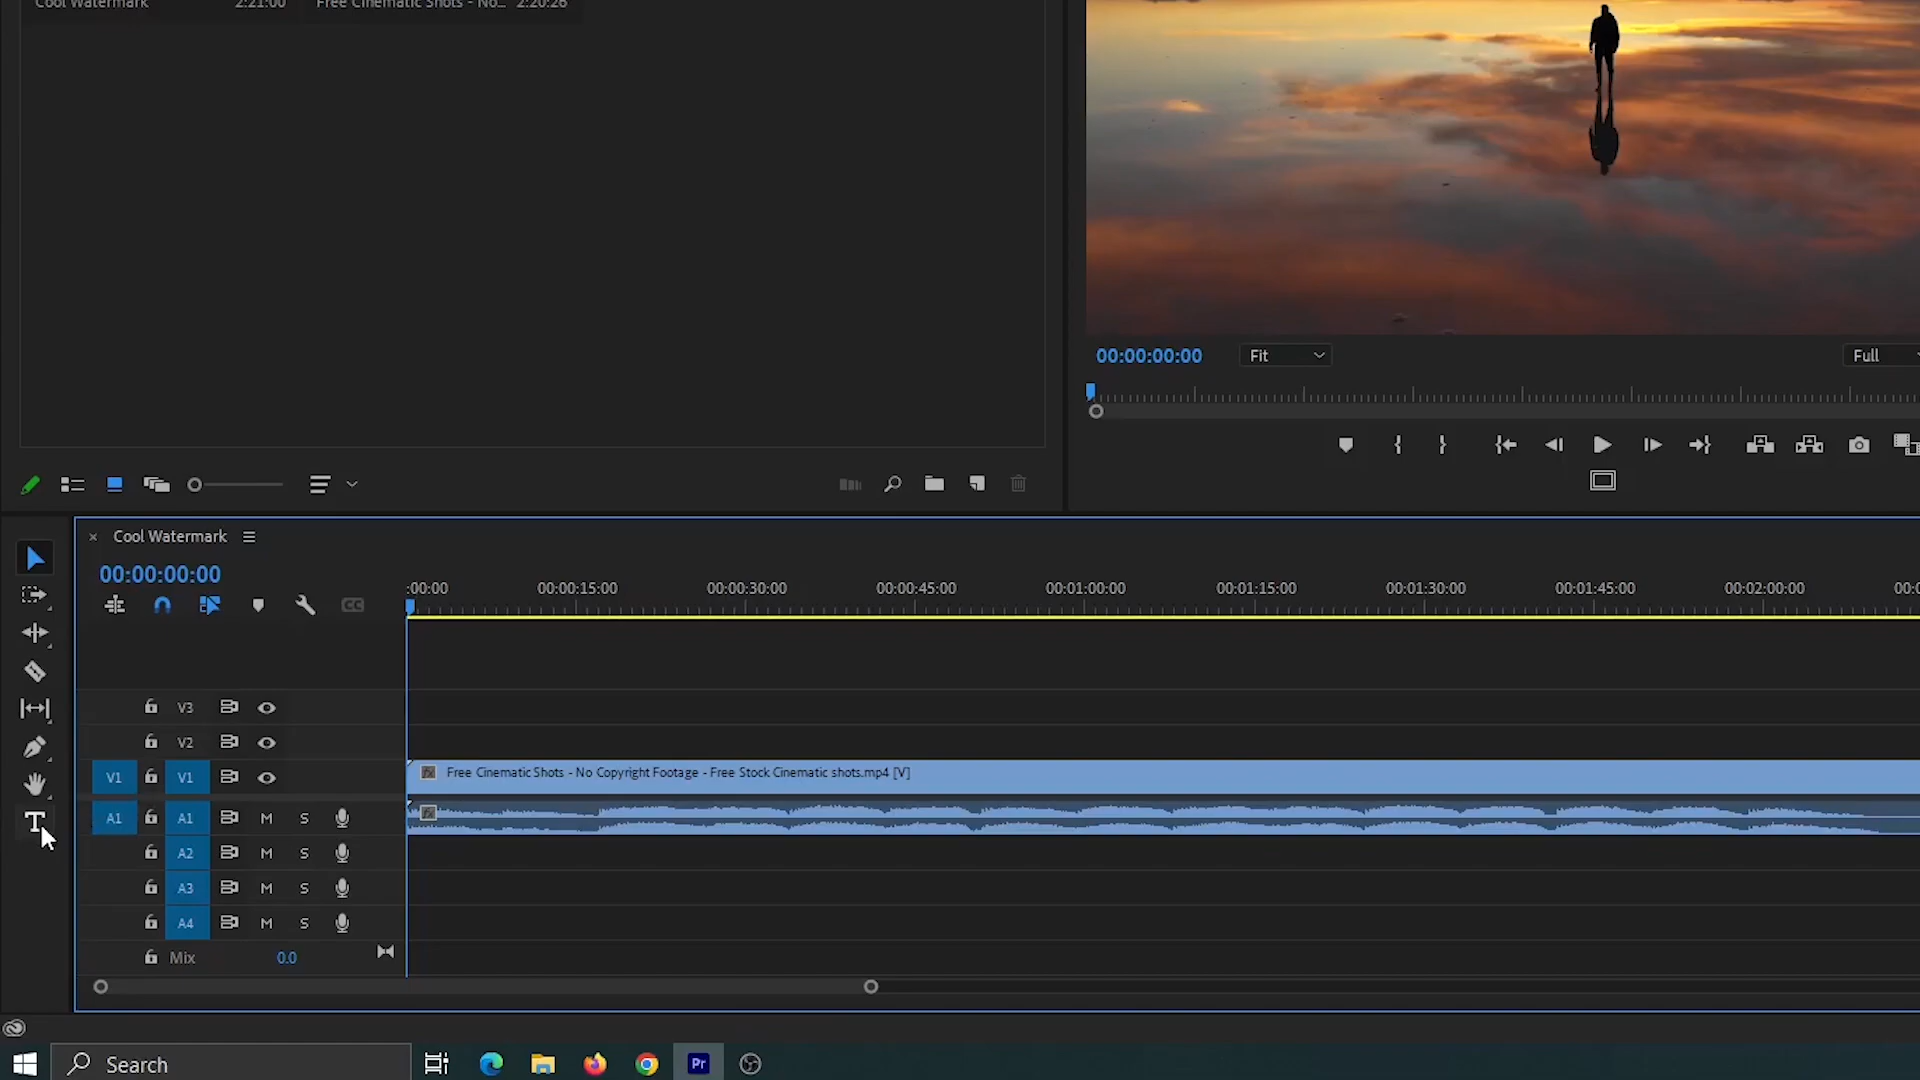 Cool Watermark 2:21:00 Free Cinematic Shots - No... 2:20:26
00:00:00:00 Fit Full
Cool Watermark
00:00:00:00
:00:00 00:00:15:00 00:00:30:00 00:00:45:00 00:01:00:00 00:01:15:00 00:01:30:00 00:01:45:00 00:02:00:00
CC
V3
V2
V1 V1 Free Cinematic Shots - No Copyright Footage - Free Stock Cinematic shots.mp4 [V]
A1 A1 M S
A2 M S
A3 M S
A4 M S
Mix 0.0
Search Pr